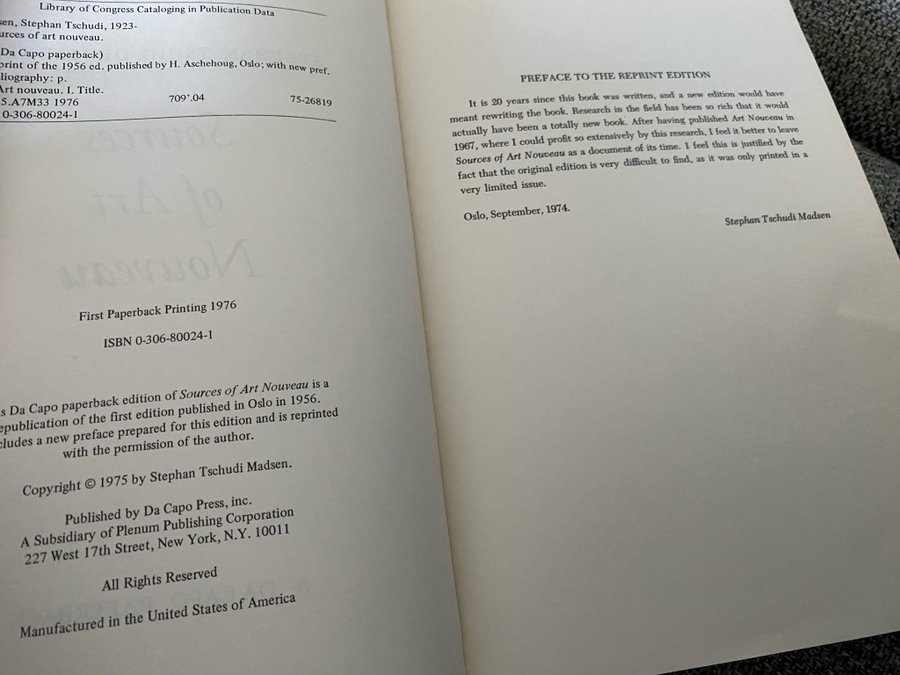 Library of Congress Cataloging in Publication Data
sen, Stephan Tschudi, 1923-
urces of art nouveau.
Da Capo paperback)
print of the 1956 ed. published by H. Aschehoug, Oslo; with new pref.
liography: p.
Art nouveau. I. Title.
5.A7M33 1976 709'.04 75-26819
0-306-80024-1
of Art
Nouveau
First Paperback Printing 1976
ISBN 0-306-80024-1
s Da Capo paperback edition of Sources of Art Nouveau is a
epublication of the first edition published in Oslo in 1956.
cludes a new preface prepared for this edition and is reprinted
with the permission of the author.
Copyright © 1975 by Stephan Tschudi Madsen.
Published by Da Capo Press, inc.
A Subsidiary of Plenum Publishing Corporation
227 West 17th Street, New York, N.Y. 10011
All Rights Reserved
Manufactured in the United States of America
PREFACE TO THE REPRINT EDITION
It is 20 years since this book was written, and a new edition would have
meant rewriting the book. Research in the field has been so rich that it would
actually have been a totally new book. After having published Art Nouveau in
1967, where I could profit so extensively by this research, I feel it better to leave
Sources of Art Nouveau as a document of its time. I feel this is justified by the
fact that the original edition is very difficult to find, as it was only printed in a
very limited issue.
Oslo, September, 1974.
Stephan Tschudi Madsen